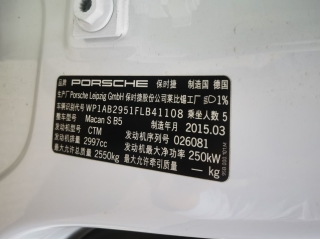 品牌 PORSCHE 保时捷 制造国 德国
生产厂 Porsche Leipzig GmbH 保时捷股份公司莱比锡工厂 1%
车辆识别代号 WP1AB2951FLB41108 乘坐人数 5
整车型号 Macan S B5 制造年月 2015.03
发动机型号 CTM 发动机序列号 026081
发动机排量 2997cc 发动机最大净功率 250kW
最大允许总质量 2550kg 最大允许牵引质量 — kg